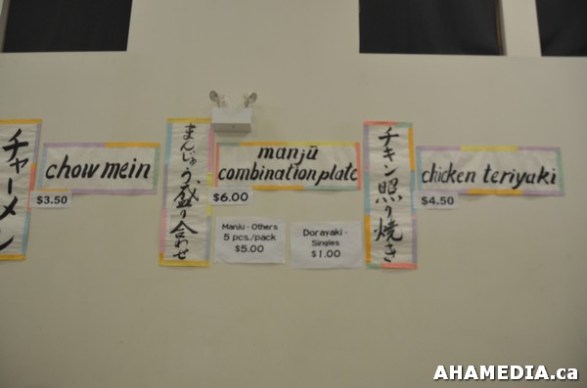 チャーメン
chow mein
$3.50
まんじゅう盛り合わせ
manjū
combination plate
$6.00
Manju - Others
5 pcs./pack
$5.00
Dorayaki -
Singles
$1.00
チキン照り焼き
chicken teriyaki
$4.50
AHAMEDIA.ca